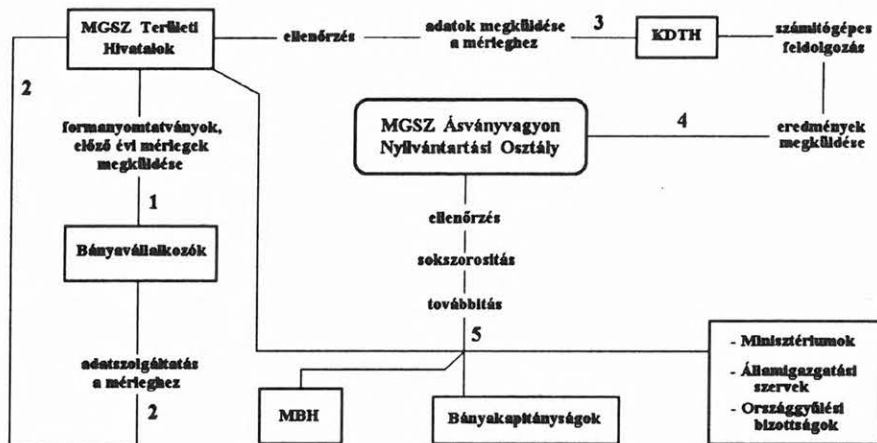 MGSZ Területi
Hivatalok
ellenőrzés
adatok megküldése
a mérleghez
3
KDTH
számítógépes
feldolgozás
2
formanyomtatványok,
előző évi mérlegek
megküldése
MGSZ Ásványvagyon
Nyilvántartási Osztály
4
eredmények
megküldése
1
ellenőrzés
Bányavállalkozók
sokszorositás
továbbitás
5
adatszolgáltatás
a mérleghez
2
MBH
Bányakapitányságok
- Minisztériumok
- Államigazgatási
szervek
- Országgyűlési
bizottságok